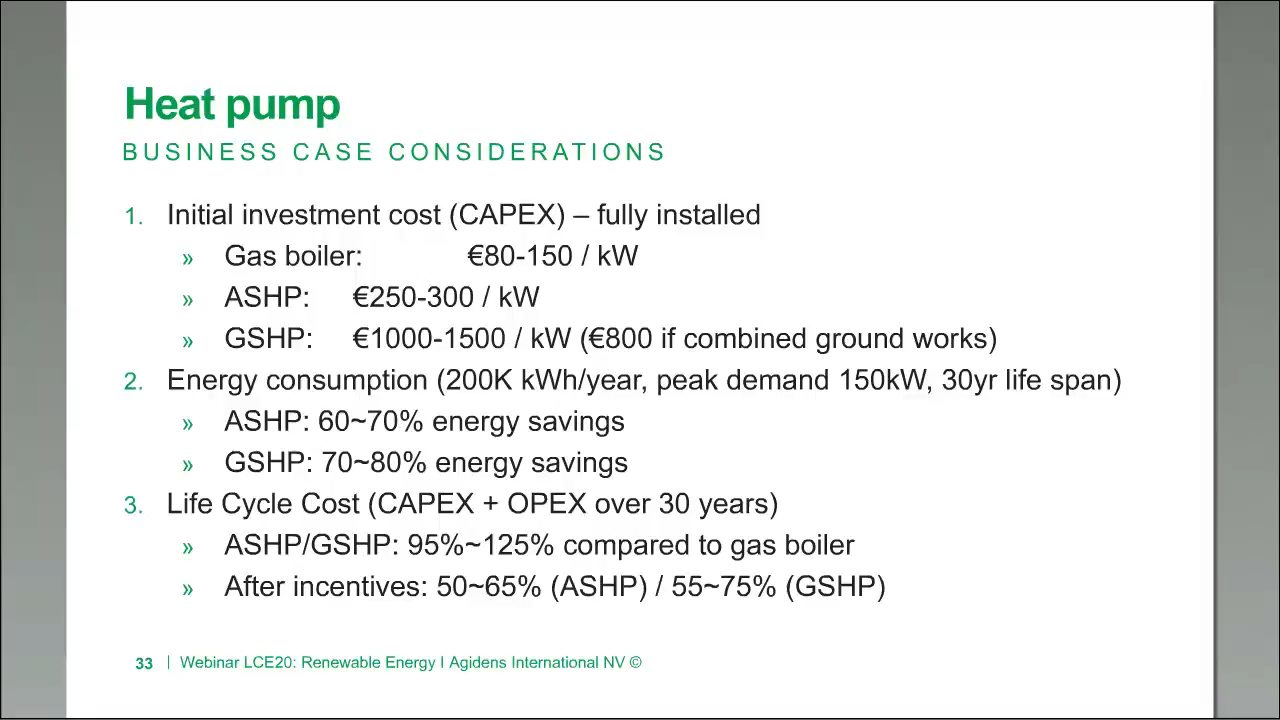 Heat pump
BUSINESS CASE CONSIDERATIONS
1. Initial investment cost (CAPEX) – fully installed
» Gas boiler: €80-150 / kW
» ASHP: €250-300 / kW
» GSHP: €1000-1500 / kW (€800 if combined ground works)
2. Energy consumption (200K kWh/year, peak demand 150kW, 30yr life span)
» ASHP: 60~70% energy savings
» GSHP: 70~80% energy savings
3. Life Cycle Cost (CAPEX + OPEX over 30 years)
» ASHP/GSHP: 95%~125% compared to gas boiler
» After incentives: 50~65% (ASHP) / 55~75% (GSHP)
33 | Webinar LCE20: Renewable Energy I Agidens International NV ©